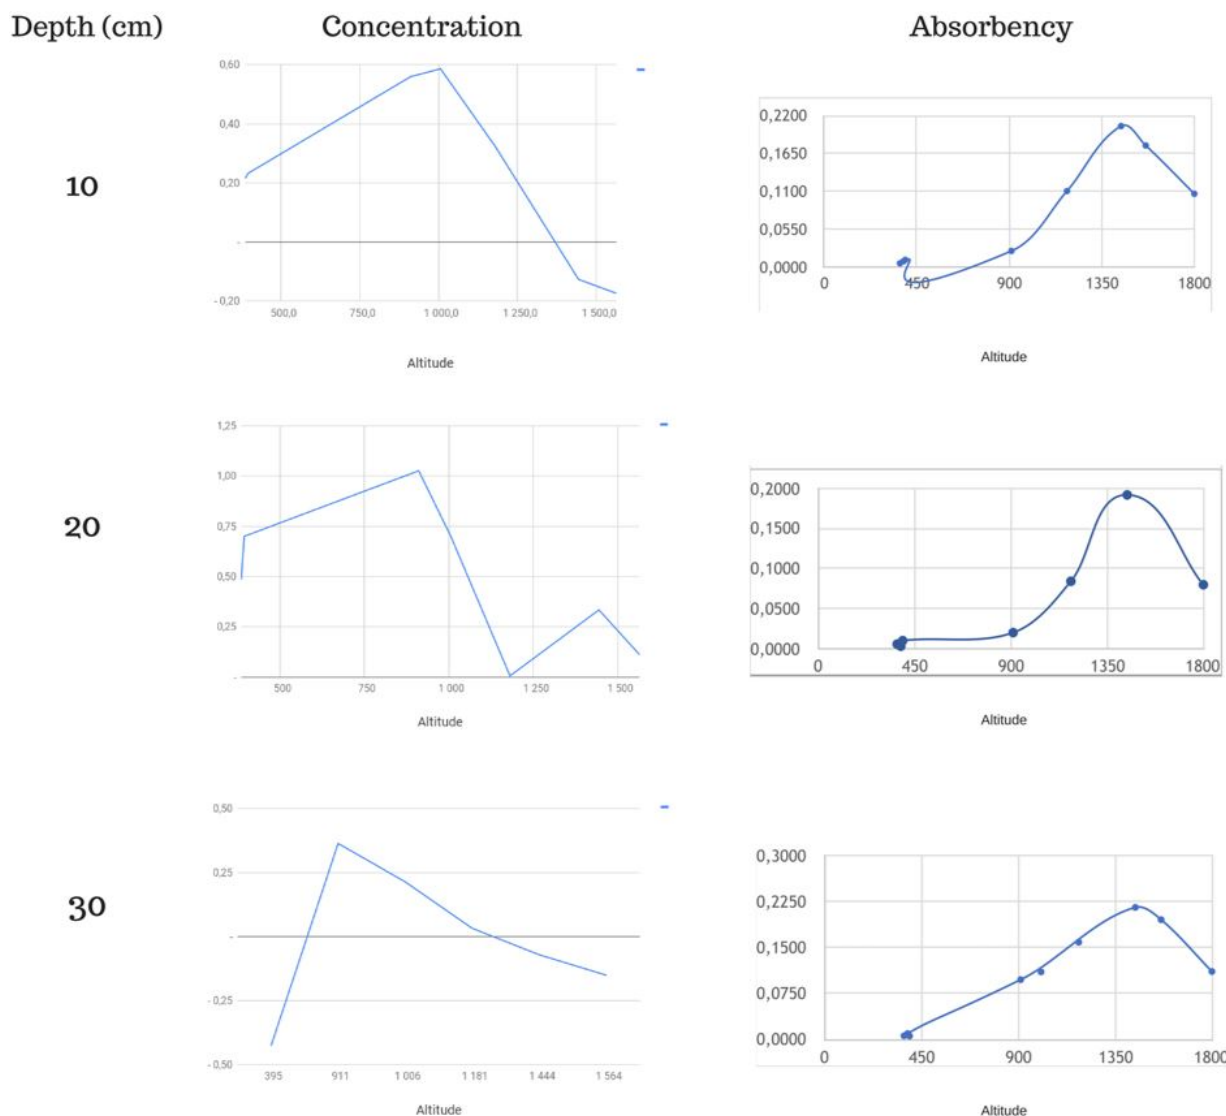 Depth (cm) Concentration Absorbency
10
0,60
0,40
0,20
-
- 0,20
500,0 750,0 1 000,0 1 250,0 1 500,0
Altitude
0,2200
0,1650
0,1100
0,0550
0,0000
0 450 900 1350 1800
Altitude
20
1,25
1,00
0,75
0,50
0,25
-
500 750 1 000 1 250 1 500
Altitude
0,2000
0,1500
0,1000
0,0500
0,0000
0 450 900 1350 1800
Altitude
30
0,50
0,25
-
- 0,25
- 0,50
395 911 1 006 1 181 1 444 1 564
Altitude
0,3000
0,2250
0,1500
0,0750
0,0000
0 450 900 1350 1800
Altitude